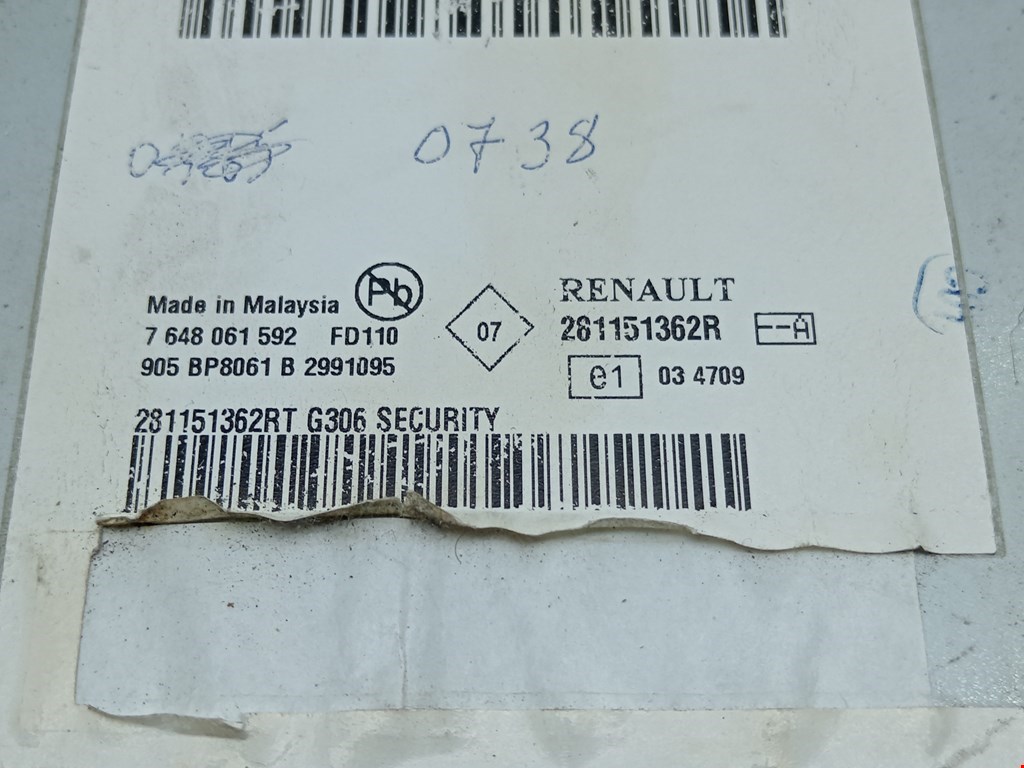 0738
Made in Malaysia Pb
7 648 061 592 FD110
905 BP8061 B 2991095
07
RENAULT
281151362R --A
e1 03 4709
281151362RT G306 SECURITY